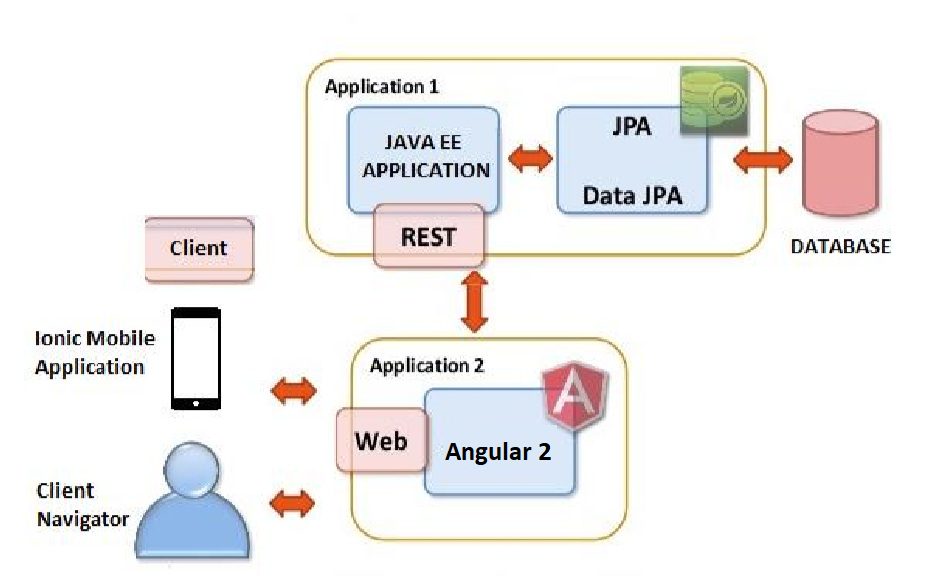 Application 1
JAVA EE
APPLICATION
JPA
Data JPA
REST
DATABASE
Client
Ionic Mobile
Application
Application 2
A
Web
Angular 2
Client
Navigator